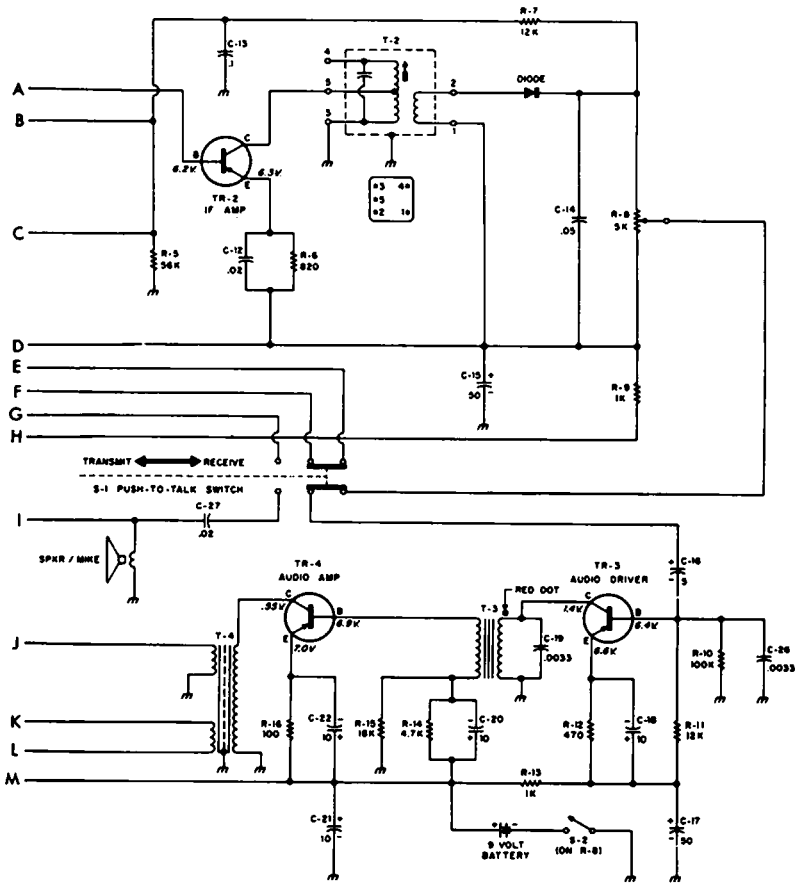 R-7
12K
C-13
.1
T-2
4
5
5
2
1
DIODE
A
B
C
B
6.2V.
C
E
6.3V.
TR-2
IF AMP
3 4
5
2 1
C-14
.05
R-8
5K
R-5
56K
C-12
.02
R-6
820
D
E
F
G
H
C-15
50
+
-
R-9
1K
TRANSMIT RECEIVE
S-1 PUSH-TO-TALK SWITCH
I
C-27
.02
SPKR / MIKE
TR-4
AUDIO AMP
C
.35V.
B
6.9V.
E
7.0V.
T-3
RED DOT
TR-3
AUDIO DRIVER
C
1.4V.
B
6.4V.
E
6.6V.
+
-
C-16
5
C-19
.0033
R-10
100K
C-26
.0033
J
T-4
K
L
M
R-16
100
C-22
10
-
+
R-15
18K
R-14
4.7K
C-20
10
-
+
R-12
470
C-18
10
-
+
R-11
12K
R-13
1K
C-21
10
+
-
+ -
9 VOLT
BATTERY
S-2
(ON R-8)
+
-
C-17
50